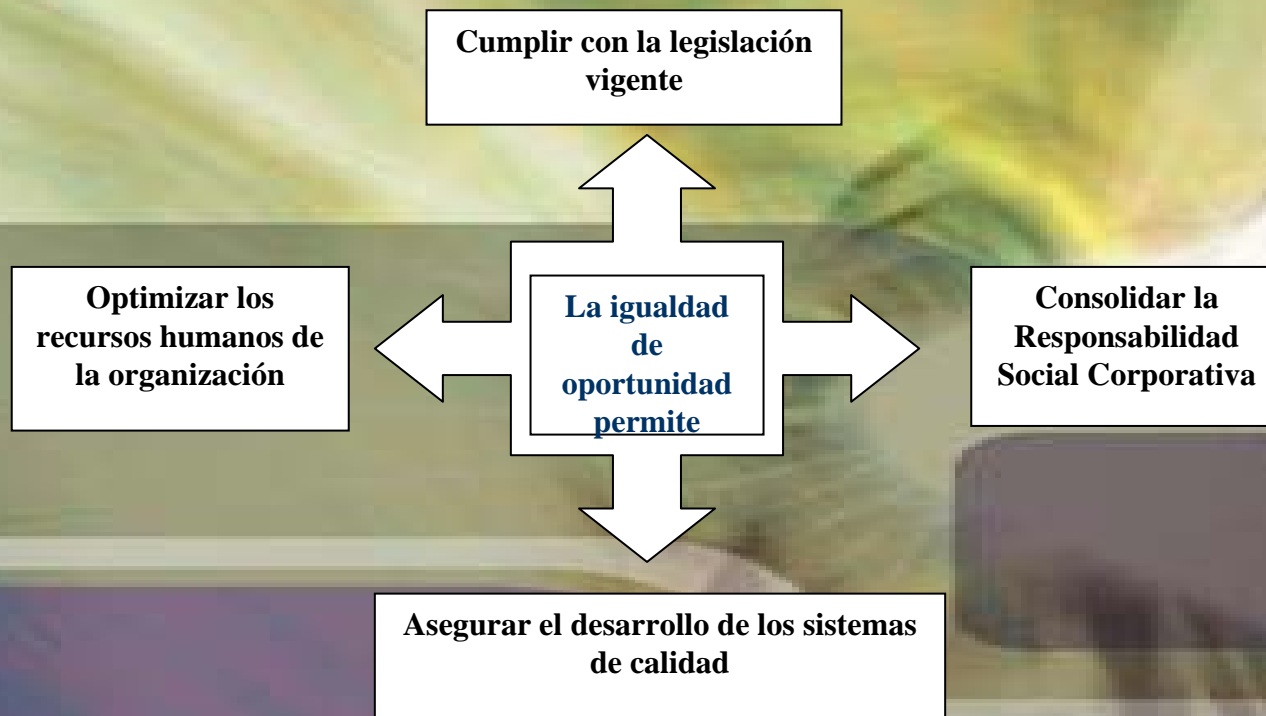 Cumplir con la legislación
vigente
Optimizar los
recursos humanos de
la organización
La igualdad
de
oportunidad
permite
Consolidar la
Responsabilidad
Social Corporativa
Asegurar el desarrollo de los sistemas
de calidad